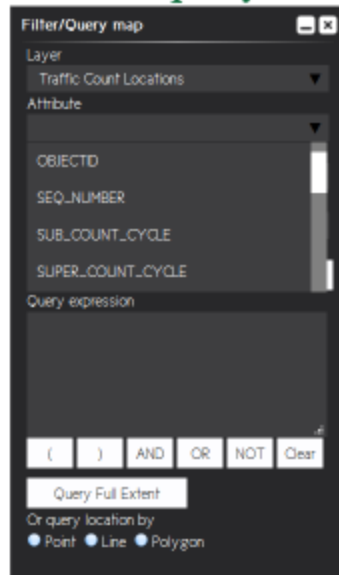 Filter/Query map
Layer
Traffic Count Locations
Attribute
OBJECTID
SEQ_NUMBER
SUB_COUNT_CYCLE
SUPER_COUNT_CYCLE
Query expression
( ) AND OR NOT Clear
Query Full Extent
Or query location by
Point Line Polygon